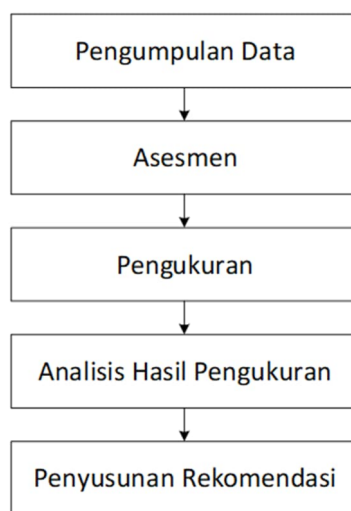 Pengumpulan Data
Asesmen
Pengukuran
Analisis Hasil Pengukuran
Penyusunan Rekomendasi